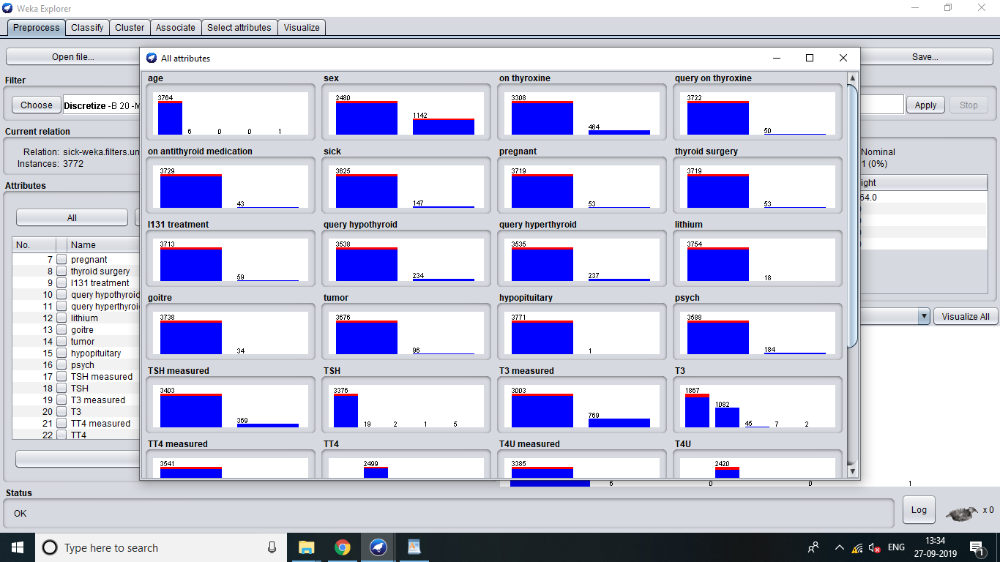 Weka Explorer
Preprocess Classify Cluster Associate Select attributes Visualize
Open file... Save...
All attributes
Filter
Choose Discretize -B 20 -M Apply Stop
Current relation
Relation: sick-weka.filters.un
Instances: 3772
Nominal
1 (0%)
Attributes
All
ight
64.0
No. Name
7 pregnant
8 thyroid surgery
9 I131 treatment
10 query hypothyroid
11 query hyperthyroid
12 lithium
13 goitre
14 tumor
15 hypopituitary
16 psych
17 TSH measured
18 TSH
19 T3 measured
20 T3
21 TT4 measured
22 TT4
age sex on thyroxine query on thyroxine
3764 6 0 0 1 2480 1142 3308 464 3722 50
on antithyroid medication sick pregnant thyroid surgery
3729 43 3625 147 3719 53 3719 53
I131 treatment query hypothyroid query hyperthyroid lithium
3713 59 3538 234 3535 237 3754 18
goitre tumor hypopituitary psych
3738 34 3676 96 3771 1 3588 184
TSH measured TSH T3 measured T3
3403 369 3376 19 2 1 5 3003 769 1867 1082 45 7 2
TT4 measured TT4 T4U measured T4U
3541 2499 3385 2420
Visualize All
6 0 0 1
Status
OK
Log x 0
Type here to search
ENG
13:34
27-09-2019
1